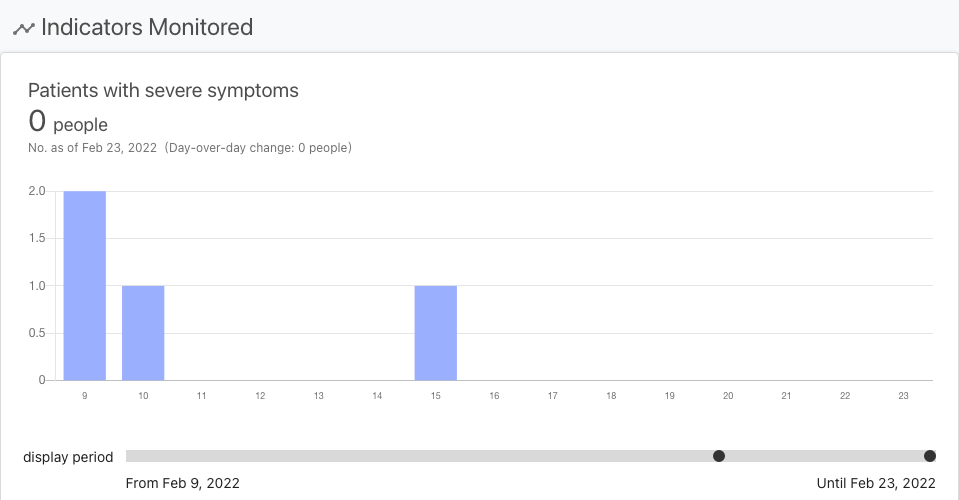 Indicators Monitored
Patients with severe symptoms
0 people
No. as of Feb 23, 2022 (Day-over-day change: 0 people)
2.0
1.5
1.0
0.5
0
9 10 11 12 13 14 15 16 17 18 19 20 21 22 23
display period
From Feb 9, 2022 Until Feb 23, 2022